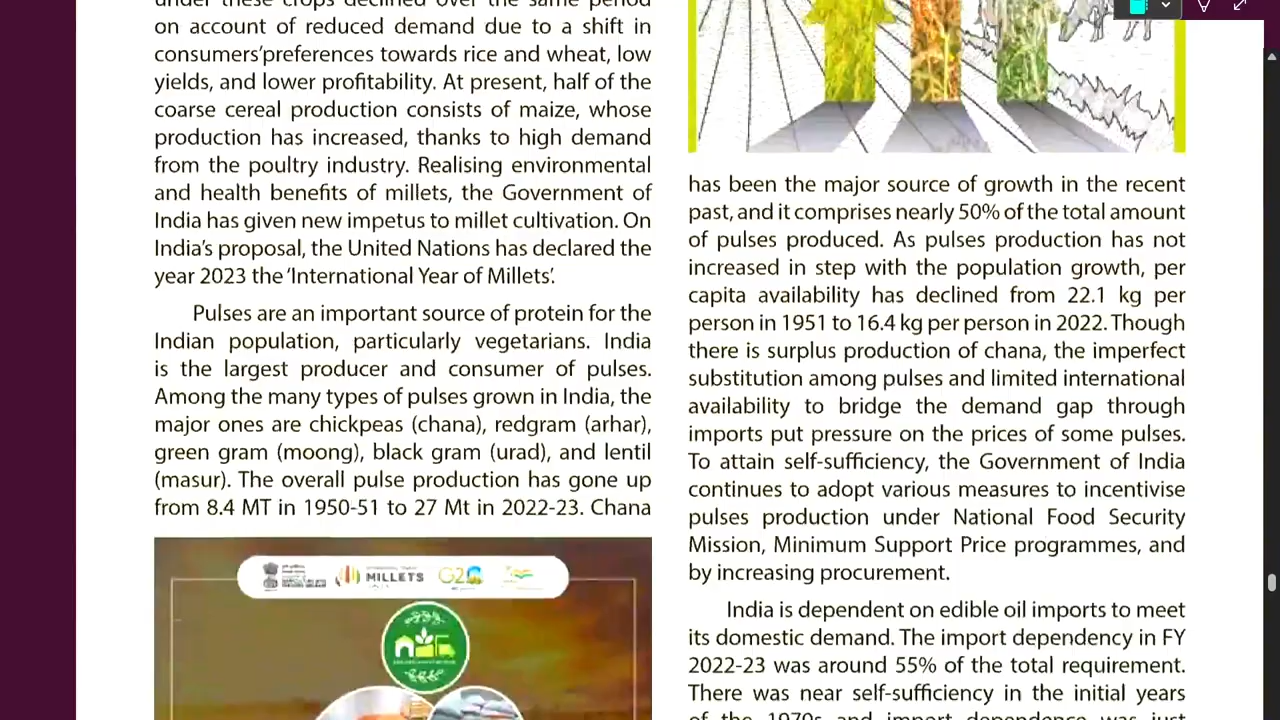 under these crops declined over the same period
on account of reduced demand due to a shift in
consumers'preferences towards rice and wheat, low
yields, and lower profitability. At present, half of the
coarse cereal production consists of maize, whose
production has increased, thanks to high demand
from the poultry industry. Realising environmental
and health benefits of millets, the Government of
India has given new impetus to millet cultivation. On
India's proposal, the United Nations has declared the
year 2023 the 'International Year of Millets'.
Pulses are an important source of protein for the
Indian population, particularly vegetarians. India
is the largest producer and consumer of pulses.
Among the many types of pulses grown in India, the
major ones are chickpeas (chana), redgram (arhar),
green gram (moong), black gram (urad), and lentil
(masur). The overall pulse production has gone up
from 8.4 MT in 1950-51 to 27 Mt in 2022-23. Chana
MILLETS
G20
has been the major source of growth in the recent
past, and it comprises nearly 50% of the total amount
of pulses produced. As pulses production has not
increased in step with the population growth, per
capita availability has declined from 22.1 kg per
person in 1951 to 16.4 kg per person in 2022. Though
there is surplus production of chana, the imperfect
substitution among pulses and limited international
availability to bridge the demand gap through
imports put pressure on the prices of some pulses.
To attain self-sufficiency, the Government of India
continues to adopt various measures to incentivise
pulses production under National Food Security
Mission, Minimum Support Price programmes, and
by increasing procurement.
India is dependent on edible oil imports to meet
its domestic demand. The import dependency in FY
2022-23 was around 55% of the total requirement.
There was near self-sufficiency in the initial years
of the 1970s and import dependence was just